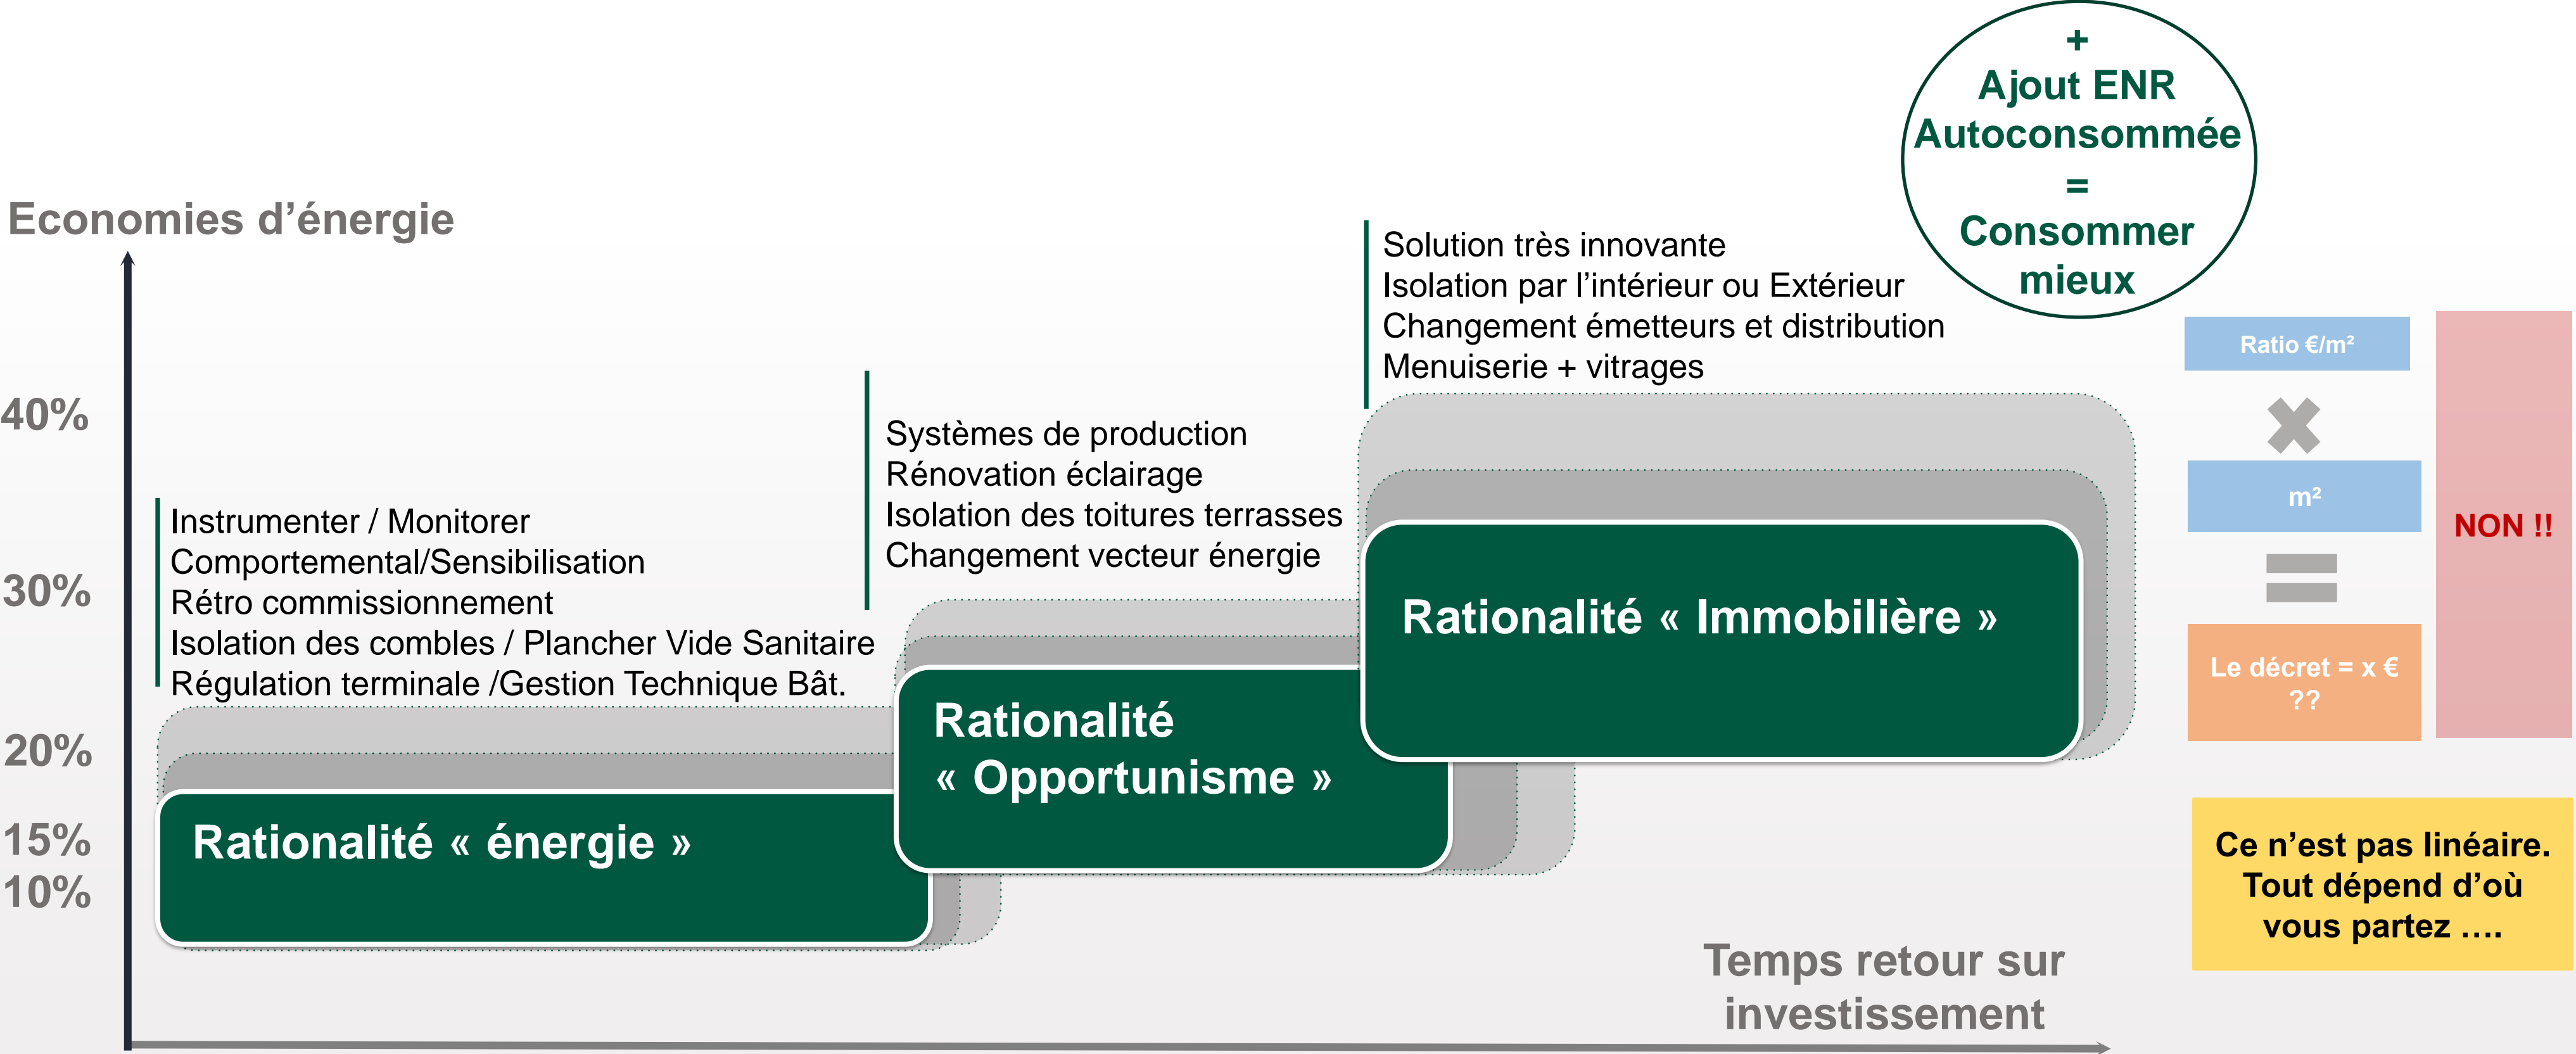 +
Ajout ENR
Autoconsommée
=
Consommer
mieux
Economies d’énergie
40%
30%
20%
15%
10%
Instrumenter / Monitorer
Comportemental/Sensibilisation
Rétro commissionnement
Isolation des combles / Plancher Vide Sanitaire
Régulation terminale /Gestion Technique Bât.
Rationalité « énergie »
Systèmes de production
Rénovation éclairage
Isolation des toitures terrasses
Changement vecteur énergie
Rationalité
« Opportunisme »
Solution très innovante
Isolation par l’intérieur ou Extérieur
Changement émetteurs et distribution
Menuiserie + vitrages
Rationalité « Immobilière »
Ratio €/m²
m²
Le décret = x €
??
NON !!
Ce n’est pas linéaire.
Tout dépend d’où
vous partez ….
Temps retour sur
investissement